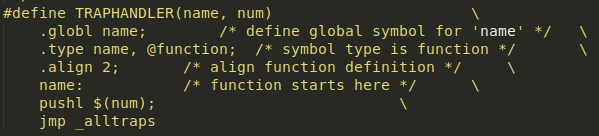 #define TRAPHANDLER(name, num) \
.globl name; /* define global symbol for 'name' */ \
.type name, @function; /* symbol type is function */ \
.align 2; /* align function definition */ \
name: /* function starts here */ \
pushl $(num); \
jmp _alltraps